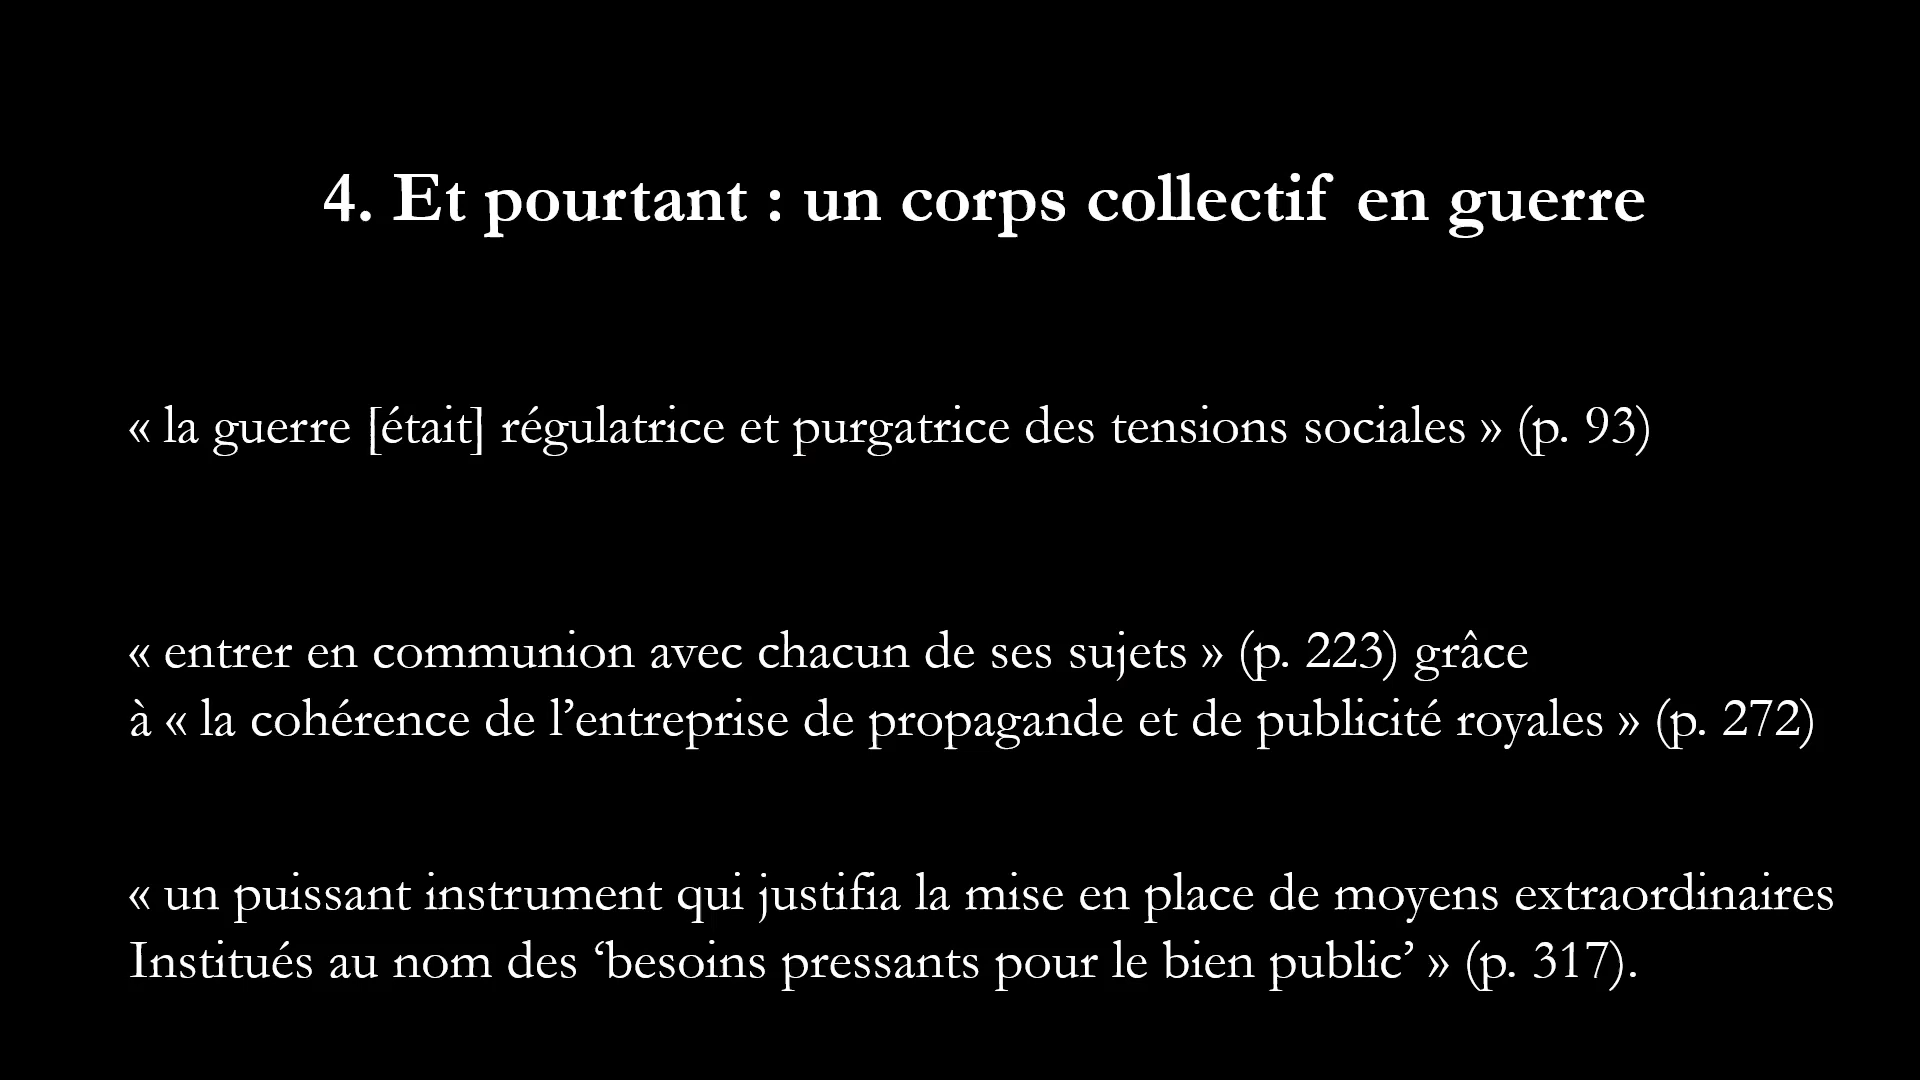 4. Et pourtant : un corps collectif en guerre
« la guerre [était] régulatrice et purgatrice des tensions sociales » (p. 93)
« entrer en communion avec chacun de ses sujets » (p. 223) grâce
à « la cohérence de l’entreprise de propagande et de publicité royales » (p. 272)
« un puissant instrument qui justifia la mise en place de moyens extraordinaires
Institués au nom des ‘besoins pressants pour le bien public’ » (p. 317).